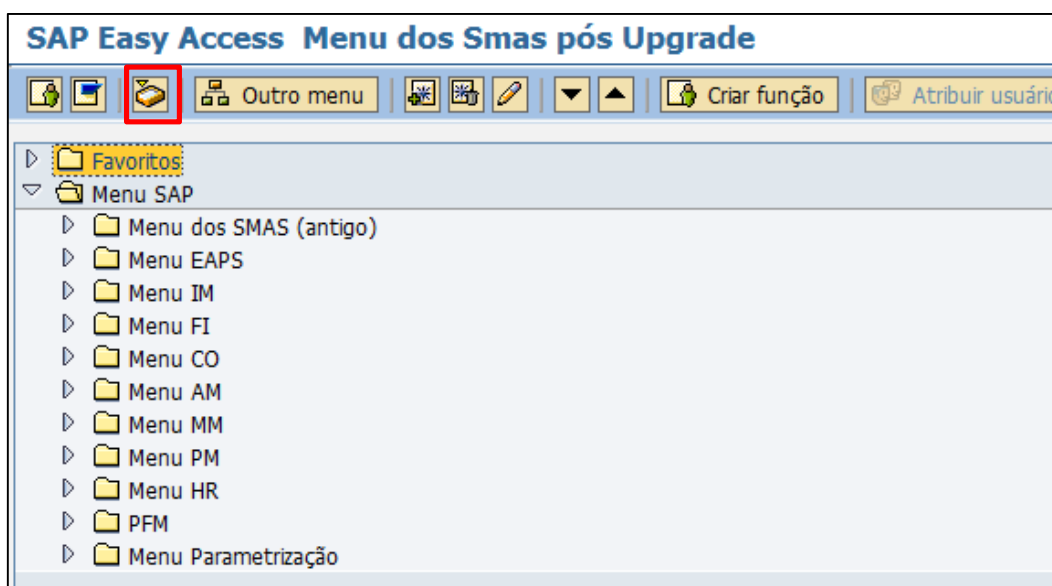 SAP Easy Access Menu dos Smas pós Upgrade
Outro menu Criar função Atribuir usuário
Favoritos
Menu SAP
Menu dos SMAS (antigo)
Menu EAPS
Menu IM
Menu FI
Menu CO
Menu AM
Menu MM
Menu PM
Menu HR
PFM
Menu Parametrização